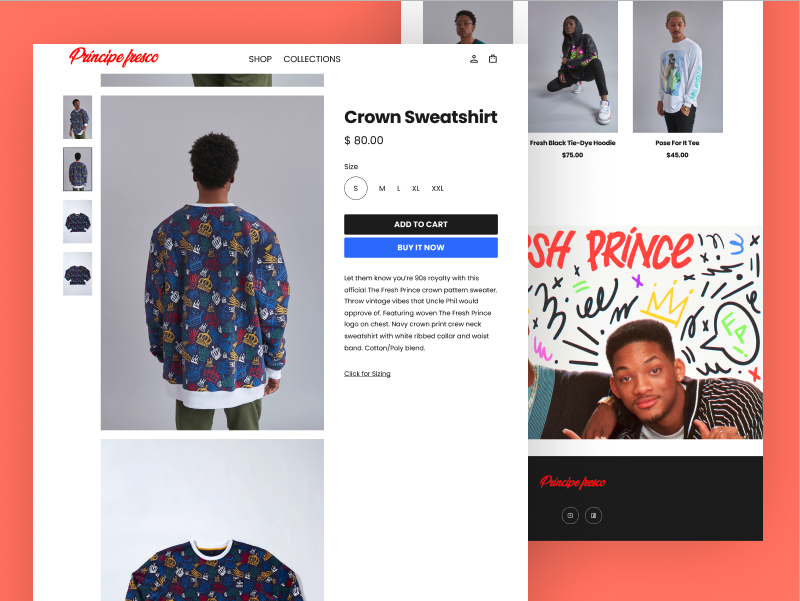 Príncipe fresco
SHOP
COLLECTIONS
Crown Sweatshirt
$ 80.00
Size
S
M
L
XL
XXL
ADD TO CART
BUY IT NOW
Let them know you're 90s royalty with this
official The Fresh Prince crown pattern sweater.
Throw vintage vibes that Uncle Phil would
approve of. Featuring woven The Fresh Prince
logo on chest. Navy crown print crew neck
sweatshirt with white ribbed collar and waist
band. Cotton/Poly blend.
Click for Sizing
Fresh Black Tie-Dye Hoodie
$75.00
Pose For It Tee
$45.00
SH PRINCE
Príncipe fresco